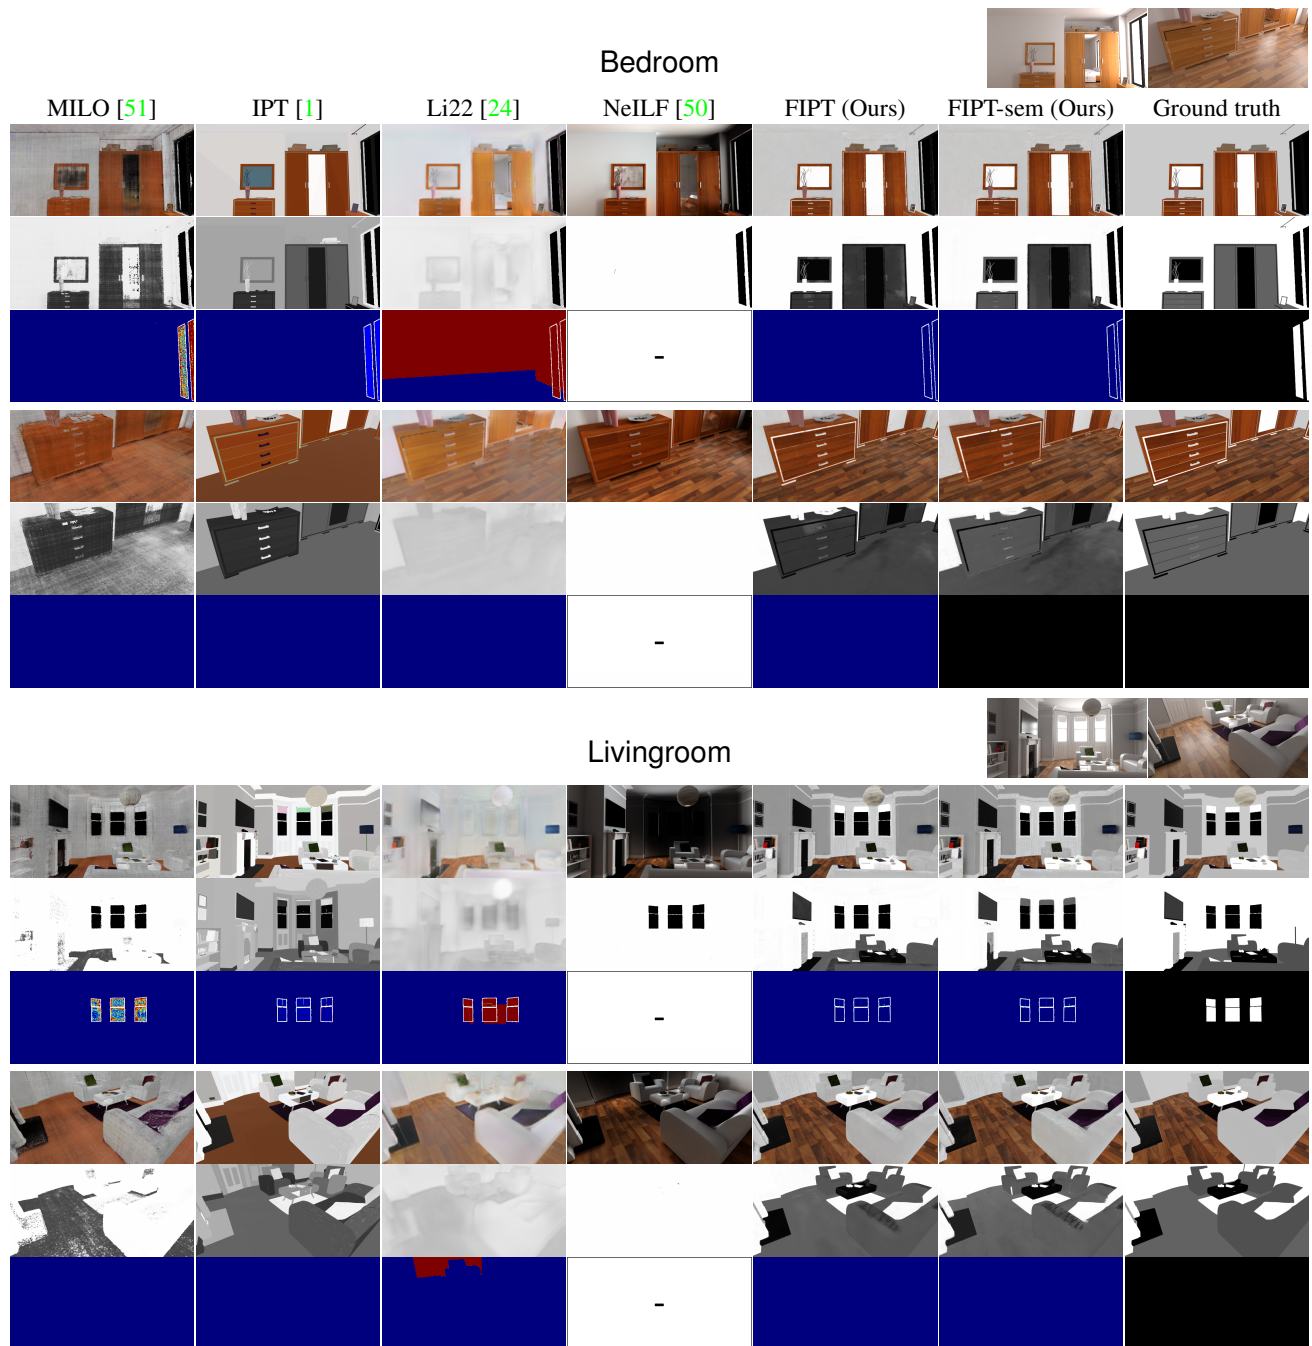 Bedroom
MILO [51] IPT [1] Li22 [24] NeILF [50] FIPT (Ours) FIPT-sem (Ours) Ground truth
-
-
Livingroom
-
-